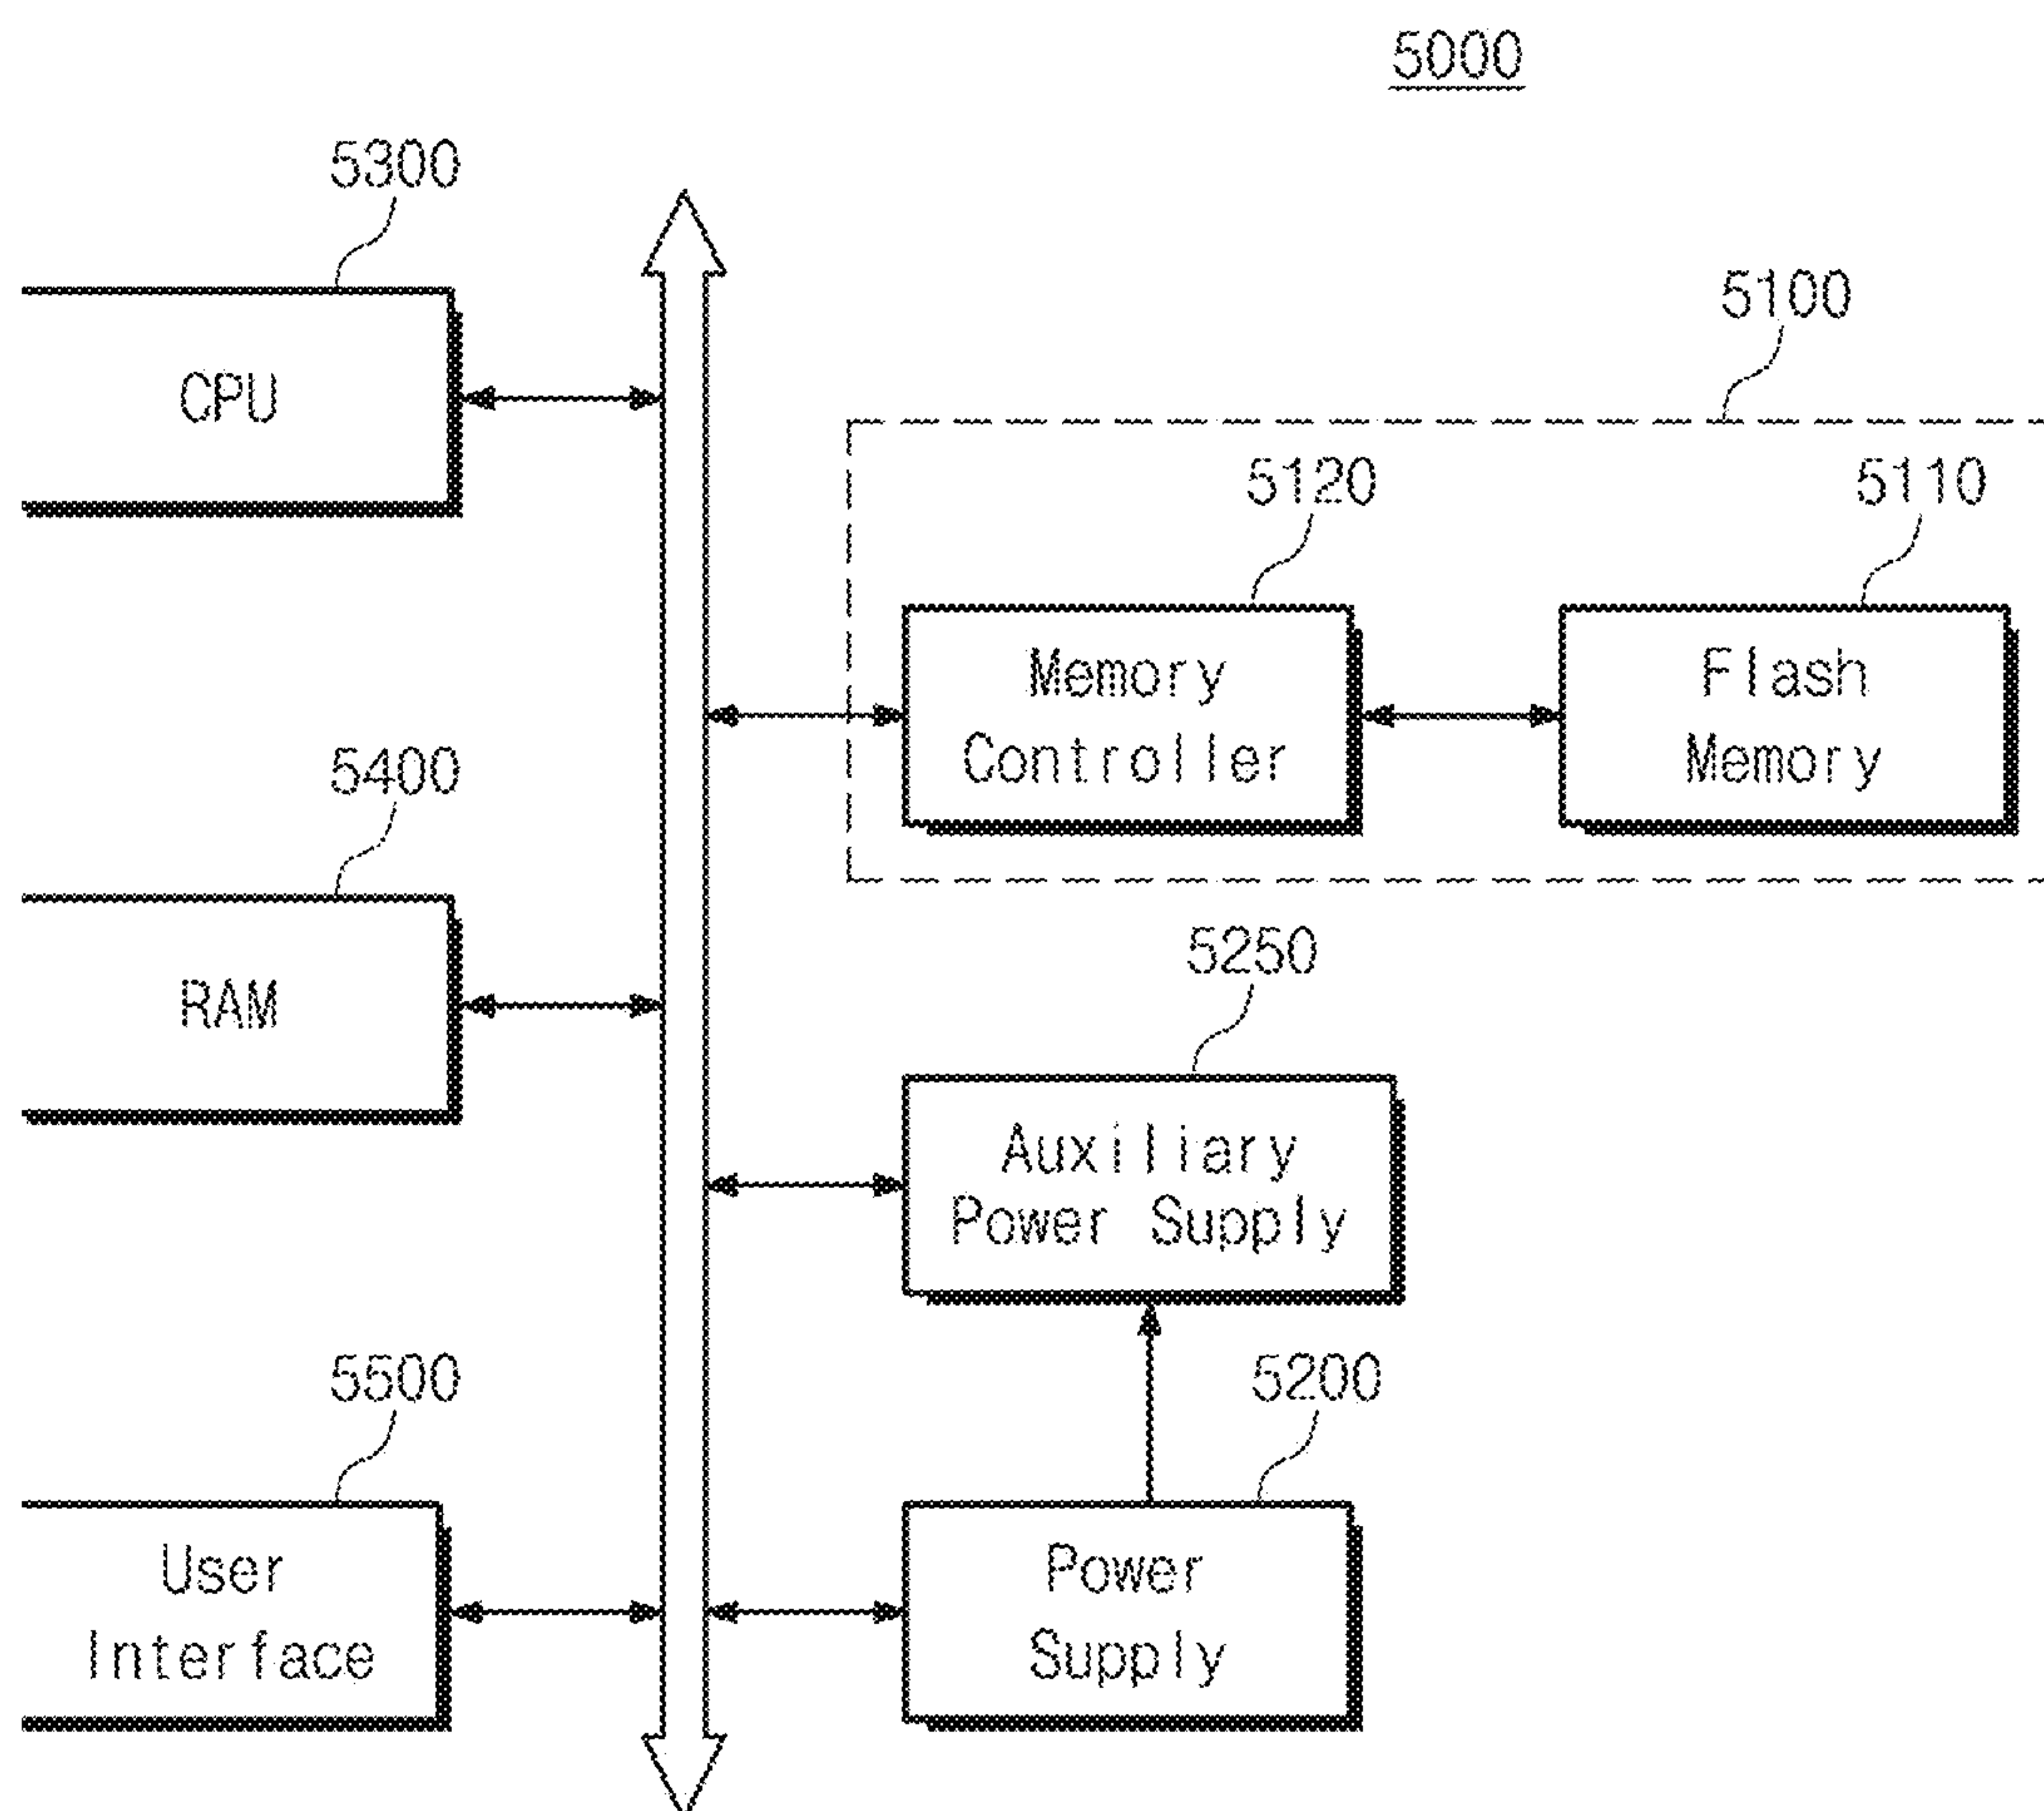 5000
5300
CPU
5100
5120
5110
Memory
Controller
Flash
Memory
5400
RAM
5250
Auxiliary
Power Supply
5500
User
Interface
5200
Power
Supply